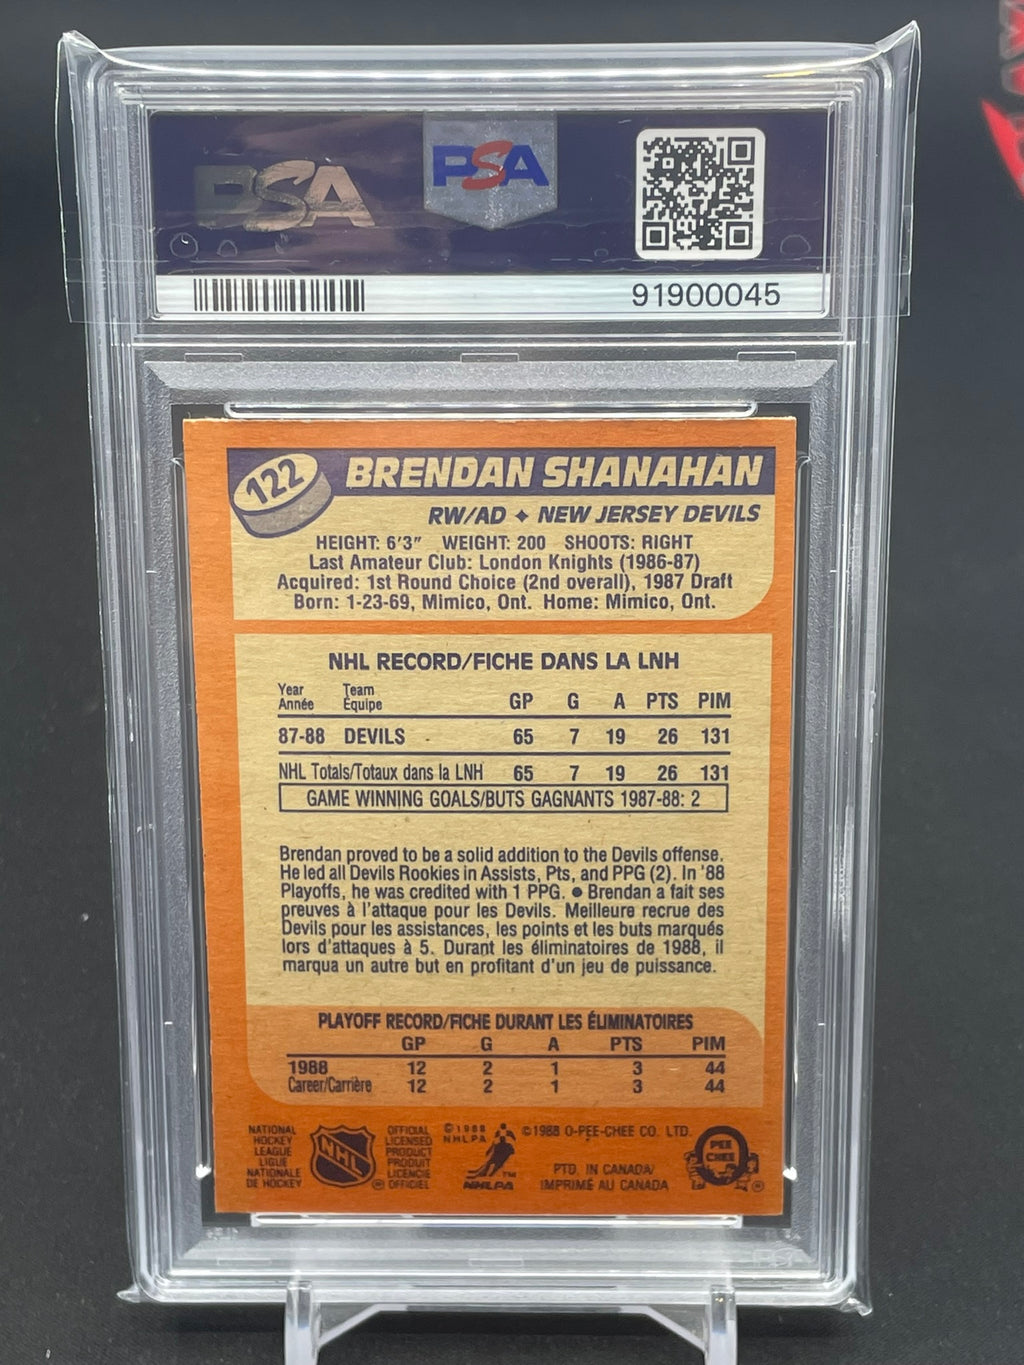 PSA
PSA
91900045
122
BRENDAN SHANAHAN
RW/AD ✦ NEW JERSEY DEVILS
HEIGHT: 6'3" WEIGHT: 200 SHOOTS: RIGHT
Last Amateur Club: London Knights (1986-87)
Acquired: 1st Round Choice (2nd overall), 1987 Draft
Born: 1-23-69, Mimico, Ont. Home: Mimico, Ont.
NHL RECORD/FICHE DANS LA LNH
Year Team
Année Équipe GP G A PTS PIM
87-88 DEVILS 65 7 19 26 131
NHL Totals/Totaux dans la LNH 65 7 19 26 131
GAME WINNING GOALS/BUTS GAGNANTS 1987-88: 2
Brendan proved to be a solid addition to the Devils offense.
He led all Devils Rookies in Assists, Pts, and PPG (2). In '88
Playoffs, he was credited with 1 PPG. ● Brendan a fait ses
preuves à l'attaque pour les Devils. Meilleure recrue des
Devils pour les assistances, les points et les buts marqués
lors d'attaques à 5. Durant les éliminatoires de 1988, il
marqua un autre but en profitant d'un jeu de puissance.
PLAYOFF RECORD/FICHE DURANT LES ÉLIMINATOIRES
GP G A PTS PIM
1988 12 2 1 3 44
Career/Carrière 12 2 1 3 44
NATIONAL
HOCKEY
LEAGUE
LIGUE
NATIONALE
DE HOCKEY
NHL
®
OFFICIAL
LICENSED
PRODUCT
PRODUIT
LICENCIÉ
OFFICIEL
©1988
NHLPA
TM
NHLPA
©1988 O-PEE-CHEE CO. LTD.
PTD. IN CANADA/
IMPRIMÉ AU CANADA
PEE
CHEE
®